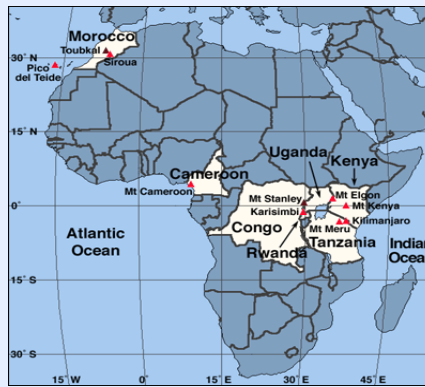 Morocco
Toubkal
30° N
Siroua
Pico
del Teide
15° N
Uganda
Kenya
Cameroon
Mt Cameroon
Mt Stanley
Mt Elgon
Mt Kenya
0°
Karisimbi
Kilimanjaro
Congo
Mt Meru
Atlantic
Ocean
Rwanda
Tanzania
Indian
Ocea
15° S
30° S
15° W
0°
15° E
30° E
45° E